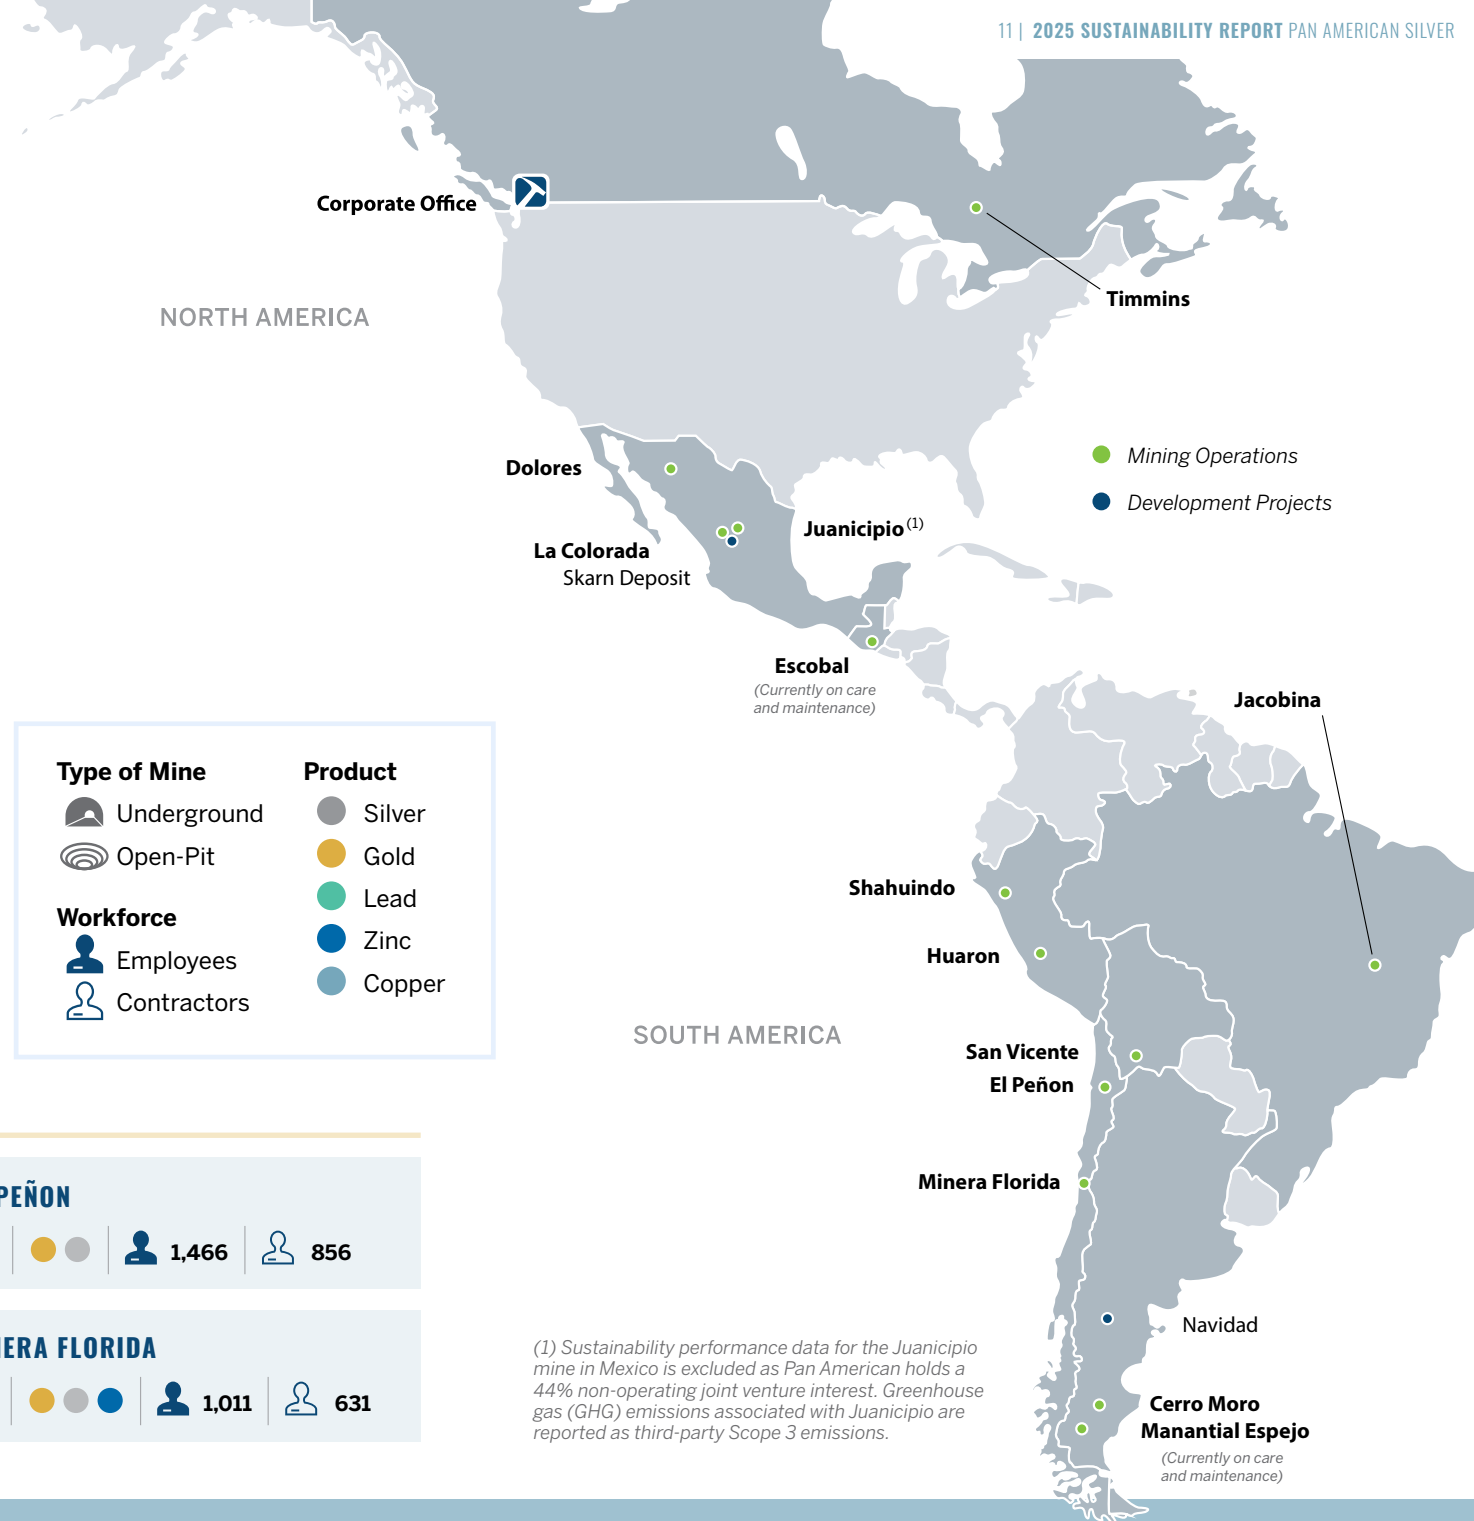 11 | 2025 SUSTAINABILITY REPORT PAN AMERICAN SILVER
Corporate Office
Timmins
NORTH AMERICA
Mining Operations
Development Projects
Dolores
Juanicipio (1)
La Colorada
Skarn Deposit
Escobal
(Currently on care
and maintenance)
Jacobina
Type of Mine
Underground
Open-Pit
Workforce
Employees
Contractors
Product
Silver
Gold
Lead
Zinc
Copper
Shahuindo
Huaron
SOUTH AMERICA
San Vicente
El Peñon
Minera Florida
Navidad
Cerro Moro
Manantial Espejo
(Currently on care
and maintenance)
PEÑON
1,466 856
ERA FLORIDA
1,011 631
(1) Sustainability performance data for the Juanicipio
mine in Mexico is excluded as Pan American holds a
44% non-operating joint venture interest. Greenhouse
gas (GHG) emissions associated with Juanicipio are
reported as third-party Scope 3 emissions.